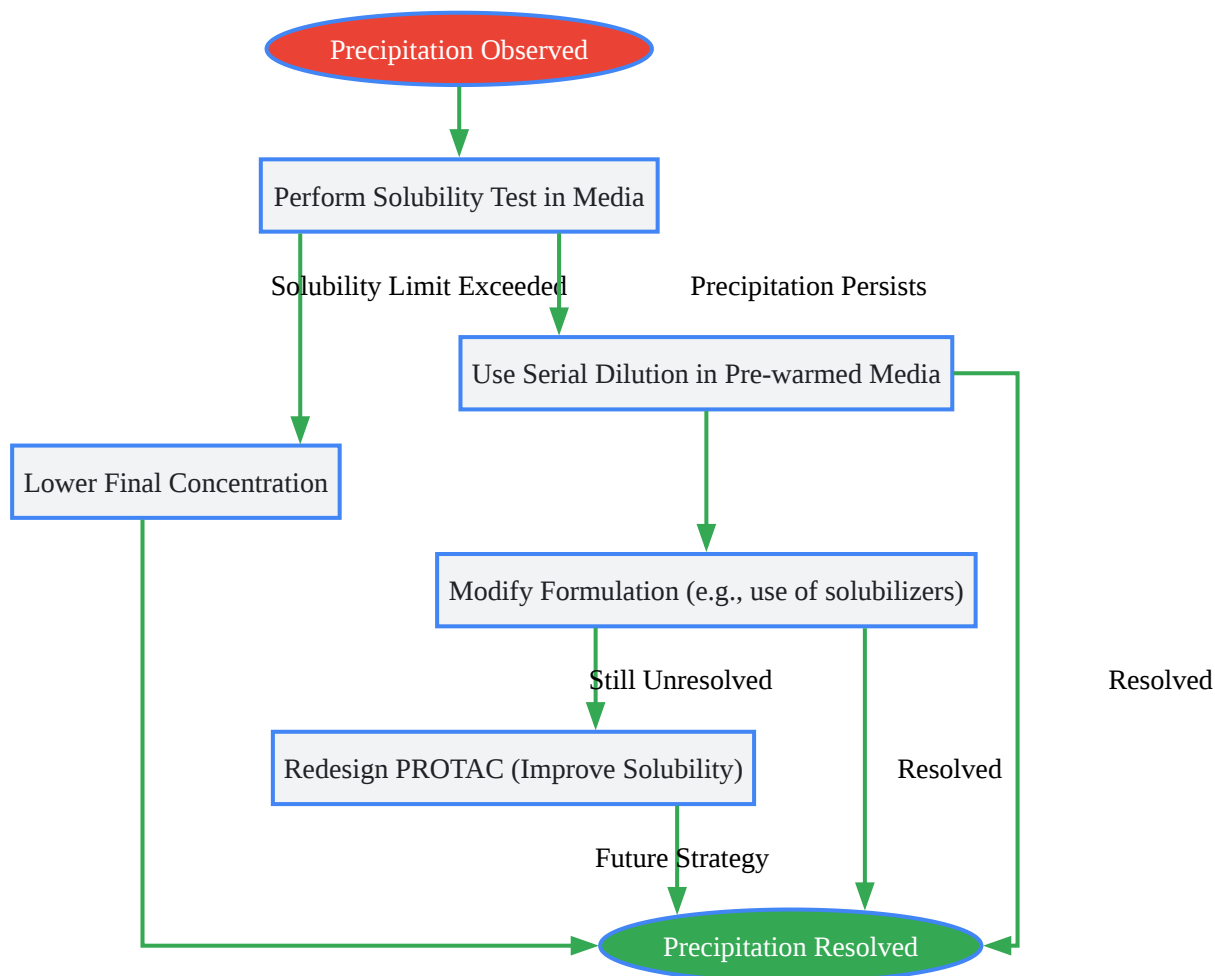 Precipitation Observed
Perform Solubility Test in Media
Solubility Limit Exceeded
Precipitation Persists
Use Serial Dilution in Pre-warmed Media
Lower Final Concentration
Modify Formulation (e.g., use of solubilizers)
Still Unresolved
Resolved
Redesign PROTAC (Improve Solubility)
Resolved
Future Strategy
Precipitation Resolved